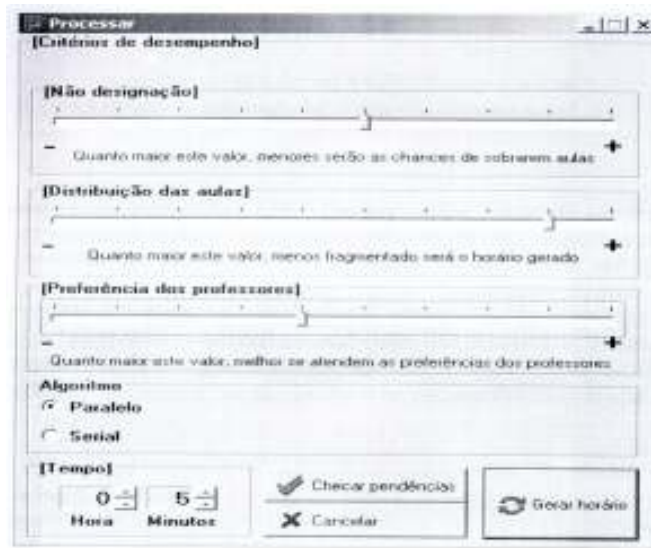 Processar
[Critérios de desempenho]
[Não designação]
- +
Quanto maior este valor, menores serão as chances de sobrarem aulas
[Distribuição das aulas]
- +
Quanto maior este valor, menos fragmentado será o horário gerado
[Preferência dos professores]
- +
Quanto maior este valor, melhor se atendem as preferências dos professores
Algoritmo
Paralelo
Serial
[Tempo]
0 5
Hora Minutos
Checar pendências
Cancelar
Gerar horário